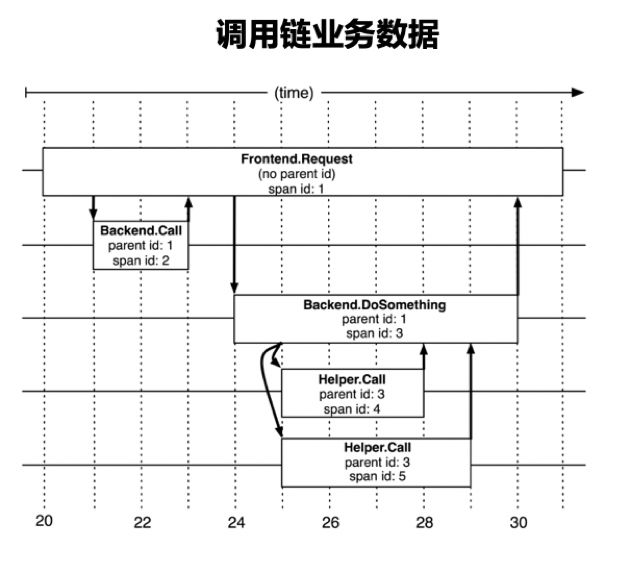 调用链业务数据
(time)
Frontend.Request
(no parent id)
span id: 1
Backend.Call
parent id: 1
span id: 2
Backend.DoSomething
parent id: 1
span id: 3
Helper.Call
parent id: 3
span id: 4
Helper.Call
parent id: 3
span id: 5
20 22 24 26 28 30